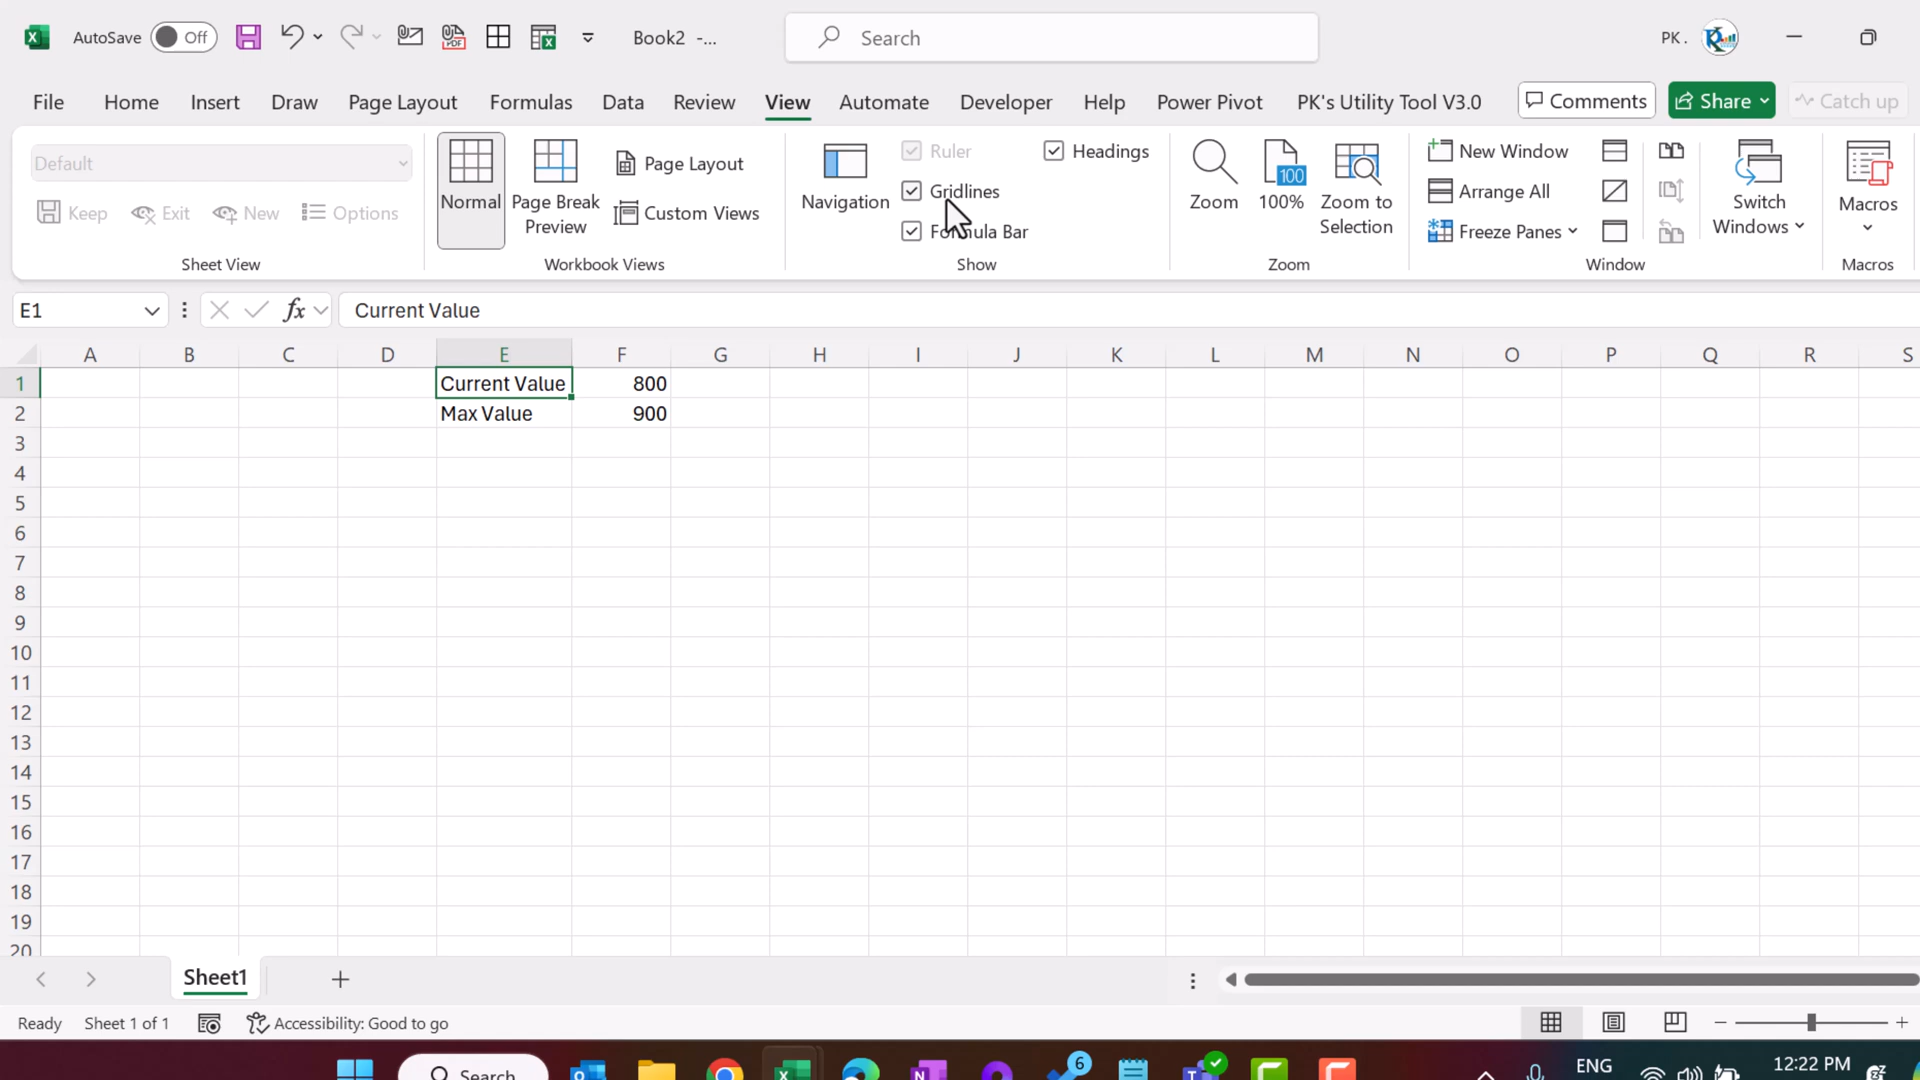 AutoSave Off Book2 -... Search PK .
File Home Insert Draw Page Layout Formulas Data Review View Automate Developer Help Power Pivot PK's Utility Tool V3.0 Comments Share Catch up
Default
Keep Exit New Options
Sheet View
Normal
Page Break Preview
Page Layout
Custom Views
Workbook Views
Navigation
Ruler
Gridlines
Formula Bar
Headings
Show
Zoom
100
100%
Zoom to Selection
Zoom
New Window
Arrange All
Freeze Panes
Switch Windows
Window
Macros
Macros
E1 fx Current Value
A B C D E F G H I J K L M N O P Q R S
1 Current Value 800
2 Max Value 900
3
4
5
6
7
8
9
10
11
12
13
14
15
16
17
18
19
20
Sheet1
Ready Sheet 1 of 1 Accessibility: Good to go
Search 6 ENG 12:22 PM